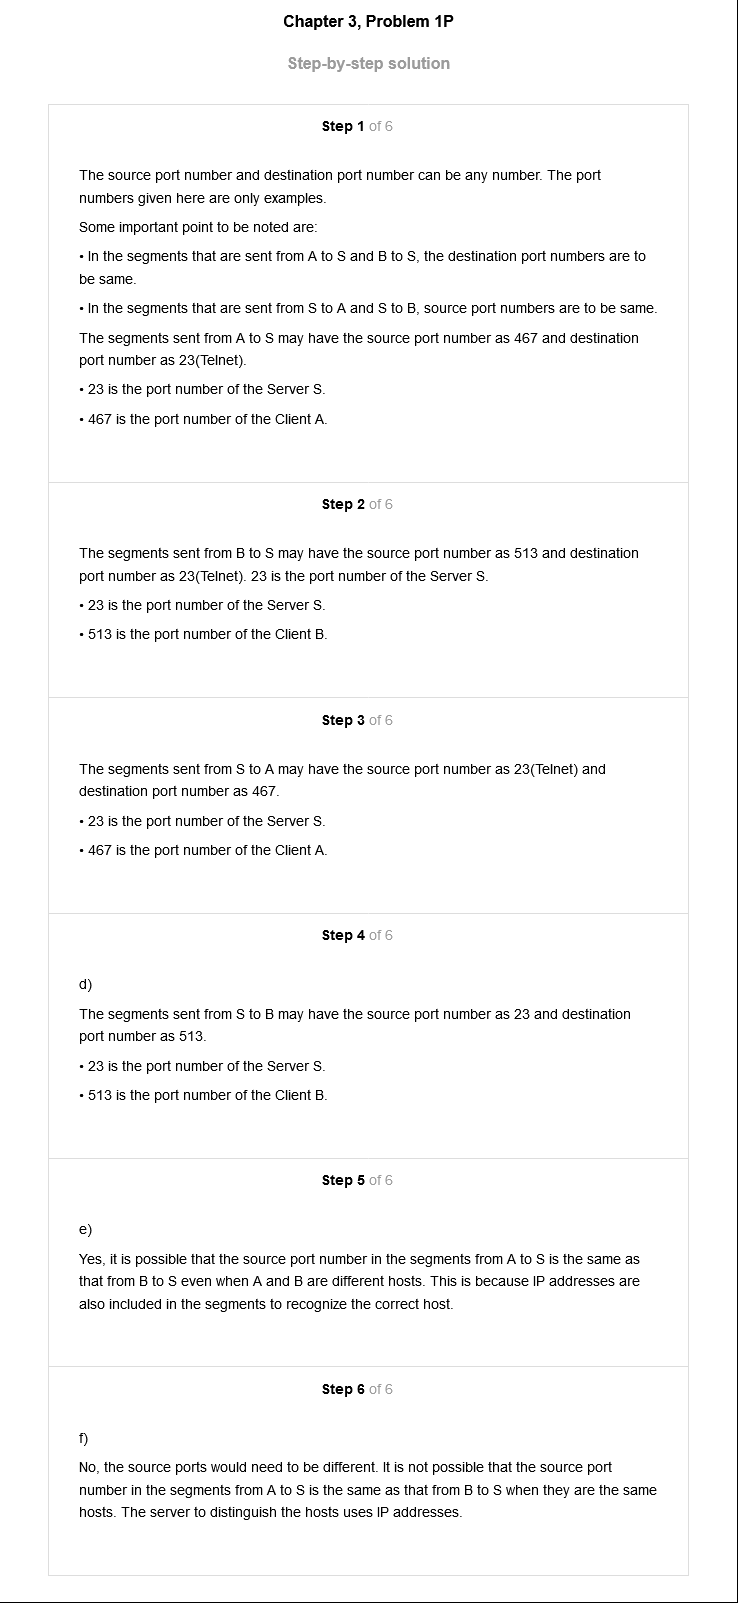 Chapter 3, Problem 1P
Step-by-step solution
Step 1 of 6
The source port number and destination port number can be any number. The port
numbers given here are only examples.
Some important point to be noted are:
• In the segments that are sent from A to S and B to S, the destination port numbers are to
be same.
• In the segments that are sent from S to A and S to B, source port numbers are to be same.
The segments sent from A to S may have the source port number as 467 and destination
port number as 23(Telnet).
• 23 is the port number of the Server S.
• 467 is the port number of the Client A.
Step 2 of 6
The segments sent from B to S may have the source port number as 513 and destination
port number as 23(Telnet). 23 is the port number of the Server S.
• 23 is the port number of the Server S.
• 513 is the port number of the Client B.
Step 3 of 6
The segments sent from S to A may have the source port number as 23(Telnet) and
destination port number as 467.
• 23 is the port number of the Server S.
• 467 is the port number of the Client A.
Step 4 of 6
d)
The segments sent from S to B may have the source port number as 23 and destination
port number as 513.
• 23 is the port number of the Server S.
• 513 is the port number of the Client B.
Step 5 of 6
e)
Yes, it is possible that the source port number in the segments from A to S is the same as
that from B to S even when A and B are different hosts. This is because IP addresses are
also included in the segments to recognize the correct host.
Step 6 of 6
f)
No, the source ports would need to be different. It is not possible that the source port
number in the segments from A to S is the same as that from B to S when they are the same
hosts. The server to distinguish the hosts uses IP addresses.